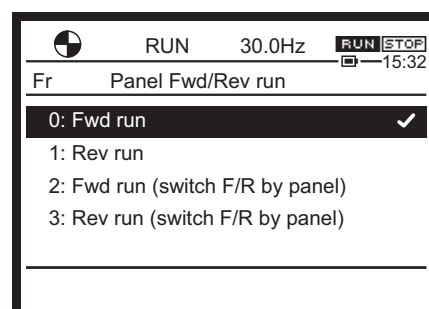 RUN 30.0Hz RUN STOP
15:32
Fr Panel Fwd/Rev run
0: Fwd run
1: Rev run
2: Fwd run (switch F/R by panel)
3: Rev run (switch F/R by panel)